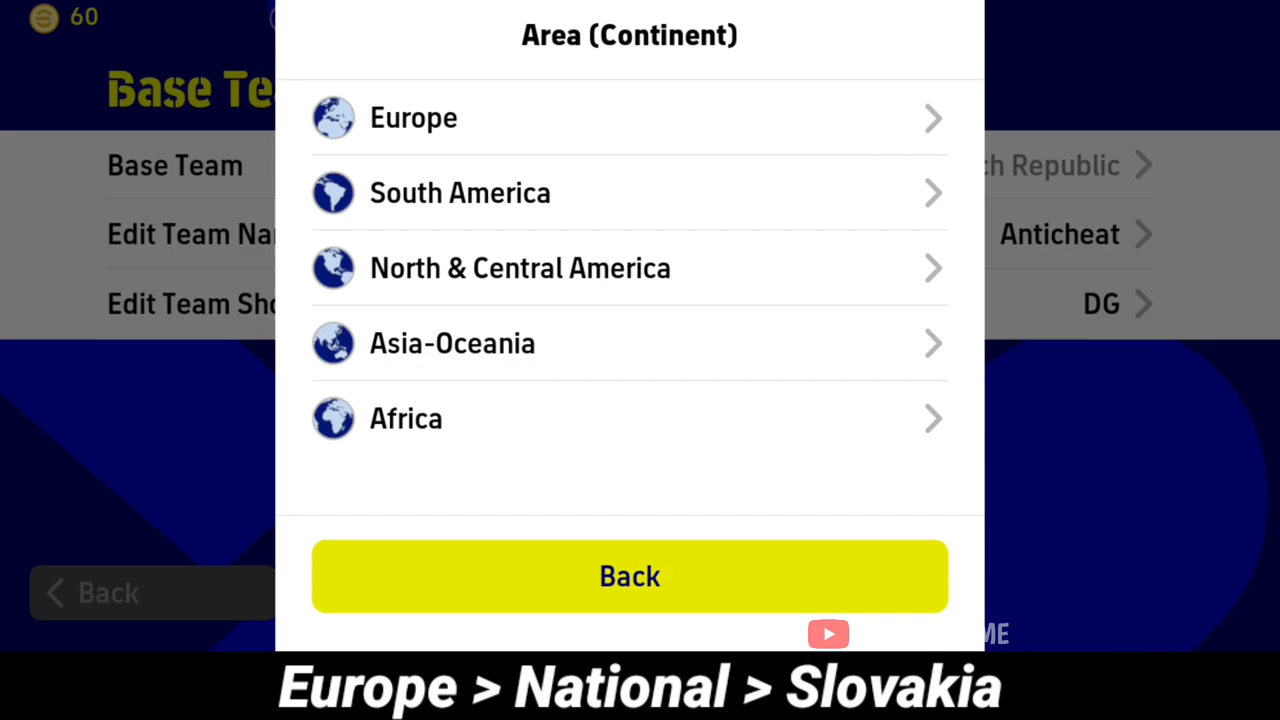 60
Area (Continent)
Base Te
Europe
Base Team
ch Republic
South America
Edit Team Na
Anticheat
North & Central America
Edit Team Sho
DG
Asia-Oceania
Africa
Back
Back
ME
Europe > National > Slovakia